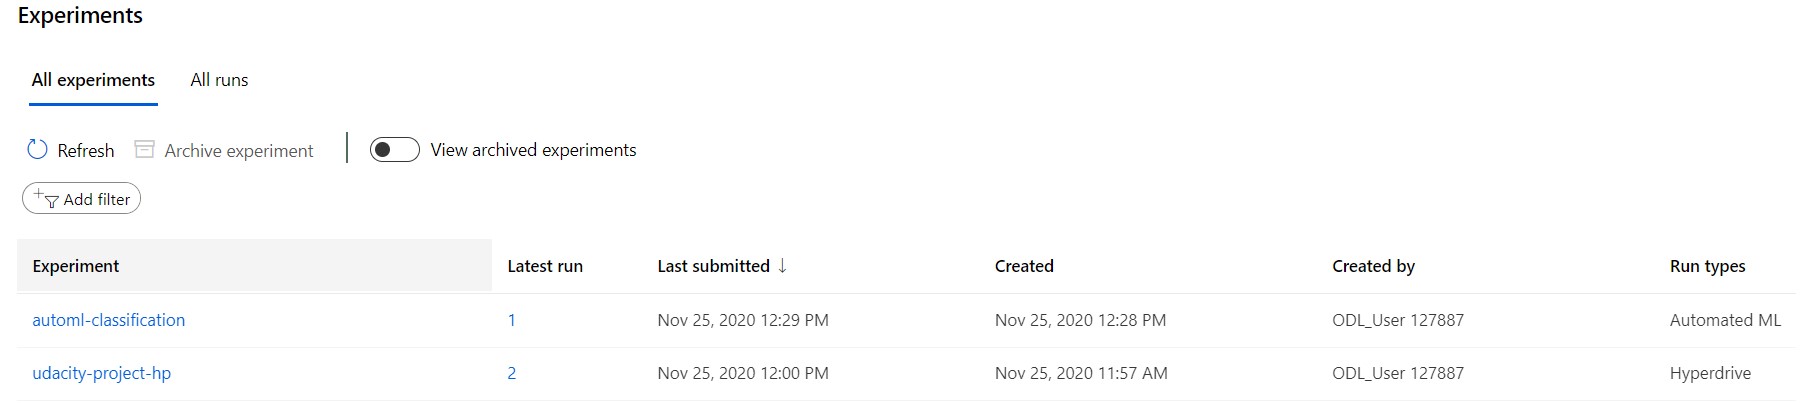 Experiments
All experiments All runs
Refresh Archive experiment View archived experiments
Add filter
Experiment Latest run Last submitted ↓ Created Created by Run types
automl-classification 1 Nov 25, 2020 12:29 PM Nov 25, 2020 12:28 PM ODL_User 127887 Automated ML
udacity-project-hp 2 Nov 25, 2020 12:00 PM Nov 25, 2020 11:57 AM ODL_User 127887 Hyperdrive